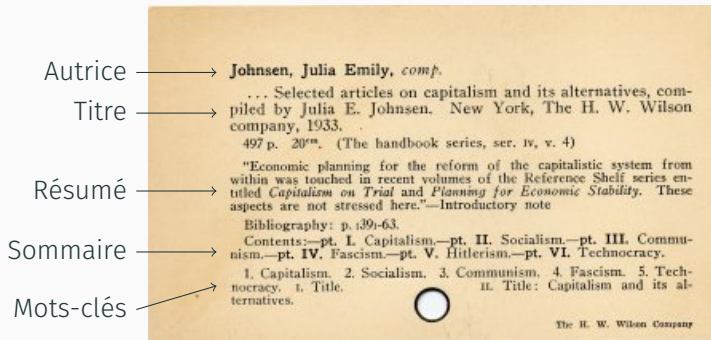 Autrice
Titre
Résumé
Sommaire
Mots-clés
Johnsen, Julia Emily, comp.
... Selected articles on capitalism and its alternatives, com-
piled by Julia E. Johnsen. New York, The H. W. Wilson
company, 1933.
497 p. 20cm. (The handbook series, ser. IV, v. 4)
"Economic planning for the reform of the capitalistic system from
within was touched in recent volumes of the Reference Shelf series en-
titled Capitalism on Trial and Planning for Economic Stability. These
aspects are not stressed here."—Introductory note
Bibliography: p. 39-63.
Contents:—pt. I. Capitalism.—pt. II. Socialism.—pt. III. Commu-
nism.—pt. IV. Fascism.—pt. V. Hitlerism.—pt. VI. Technocracy.
1. Capitalism. 2. Socialism. 3. Communism. 4. Fascism. 5. Tech-
nocracy. I. Title. II. Title: Capitalism and its al-
ternatives.
The H. W. Wilson Company